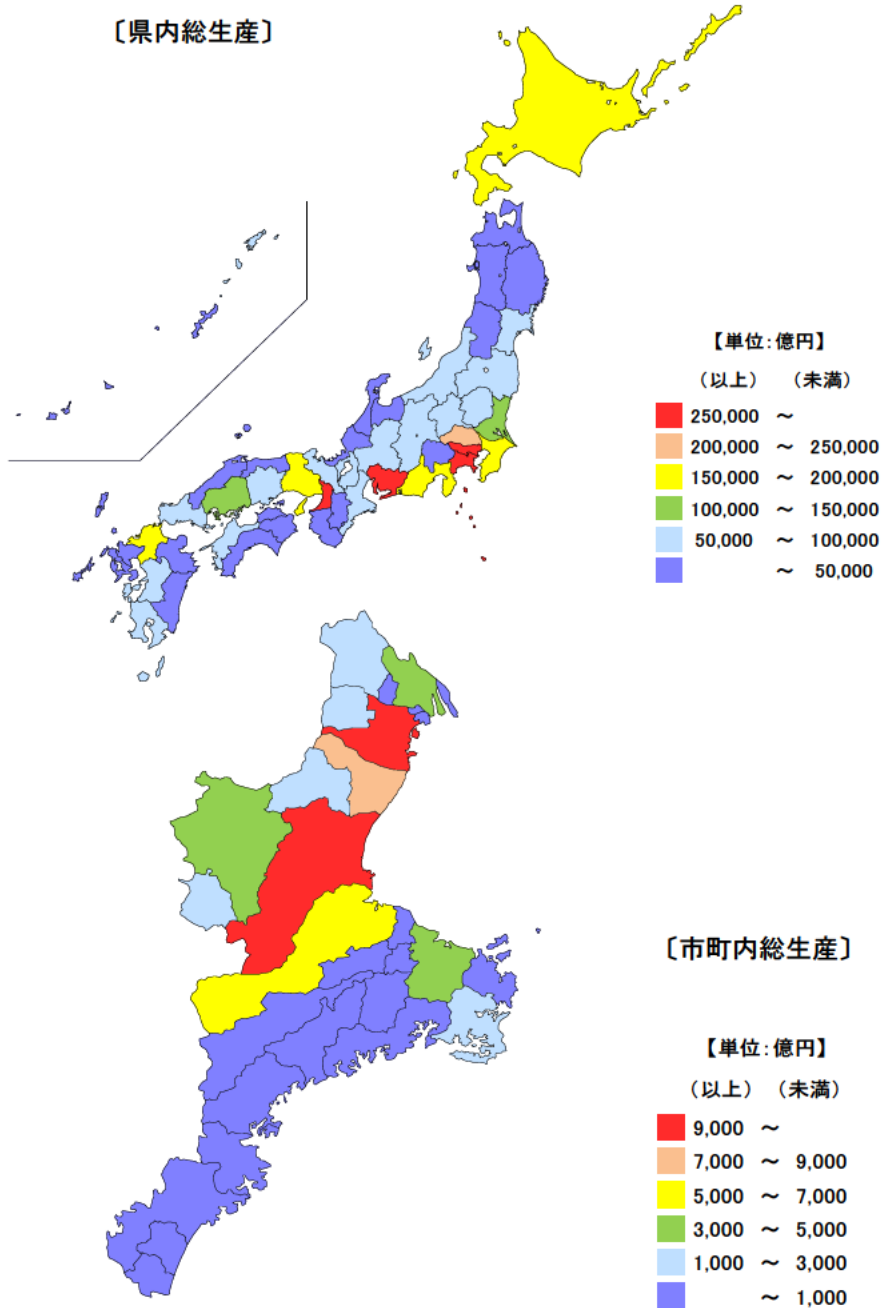 〔県内総生産〕
【単位:億円】
(以上) (未満)
250,000 ～
200,000 ～ 250,000
150,000 ～ 200,000
100,000 ～ 150,000
50,000 ～ 100,000
～ 50,000
〔市町内総生産〕
【単位:億円】
(以上) (未満)
9,000 ～
7,000 ～ 9,000
5,000 ～ 7,000
3,000 ～ 5,000
1,000 ～ 3,000
～ 1,000